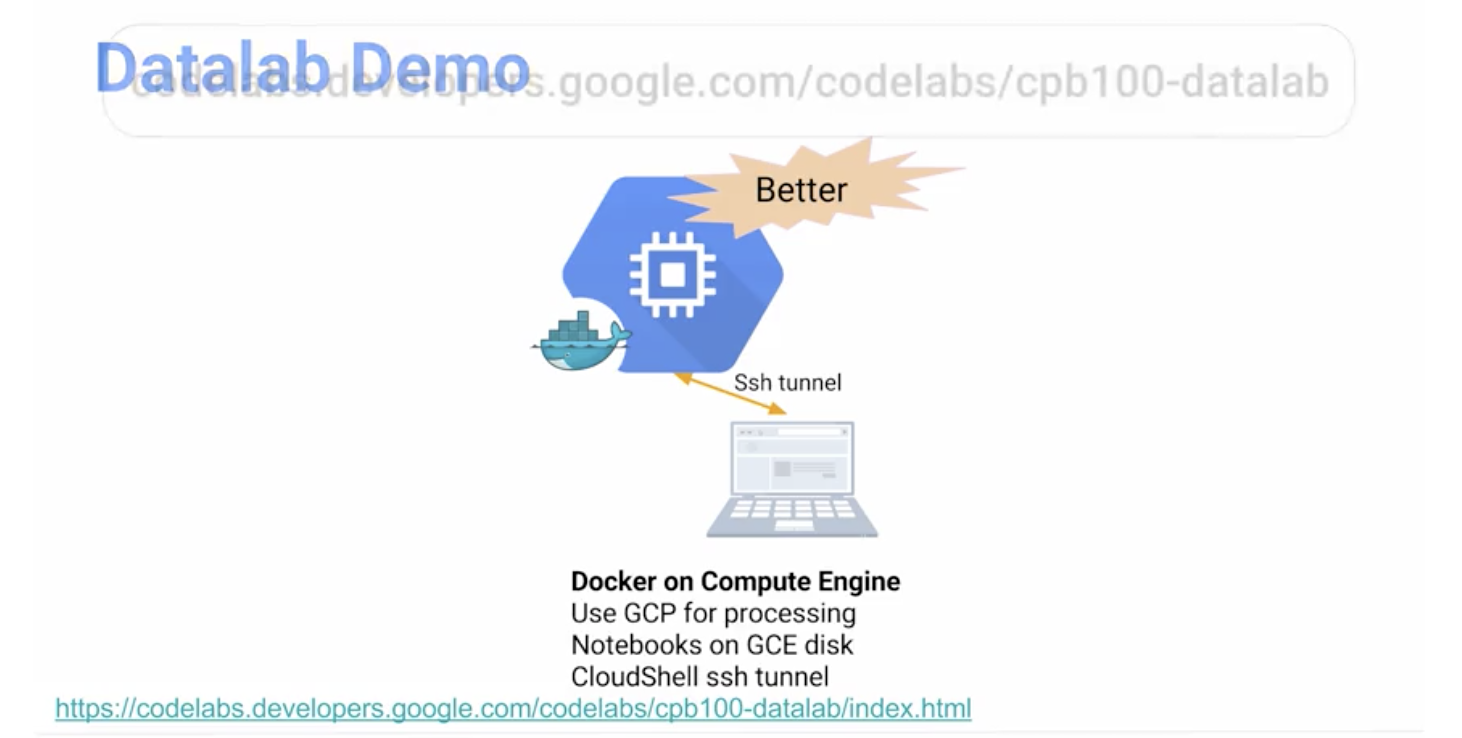 Datalab Demo
codelabs.developers.google.com/codelabs/cpb100-datalab
Better
Ssh tunnel
Docker on Compute Engine
Use GCP for processing
Notebooks on GCE disk
CloudShell ssh tunnel
https://codelabs.developers.google.com/codelabs/cpb100-datalab/index.html